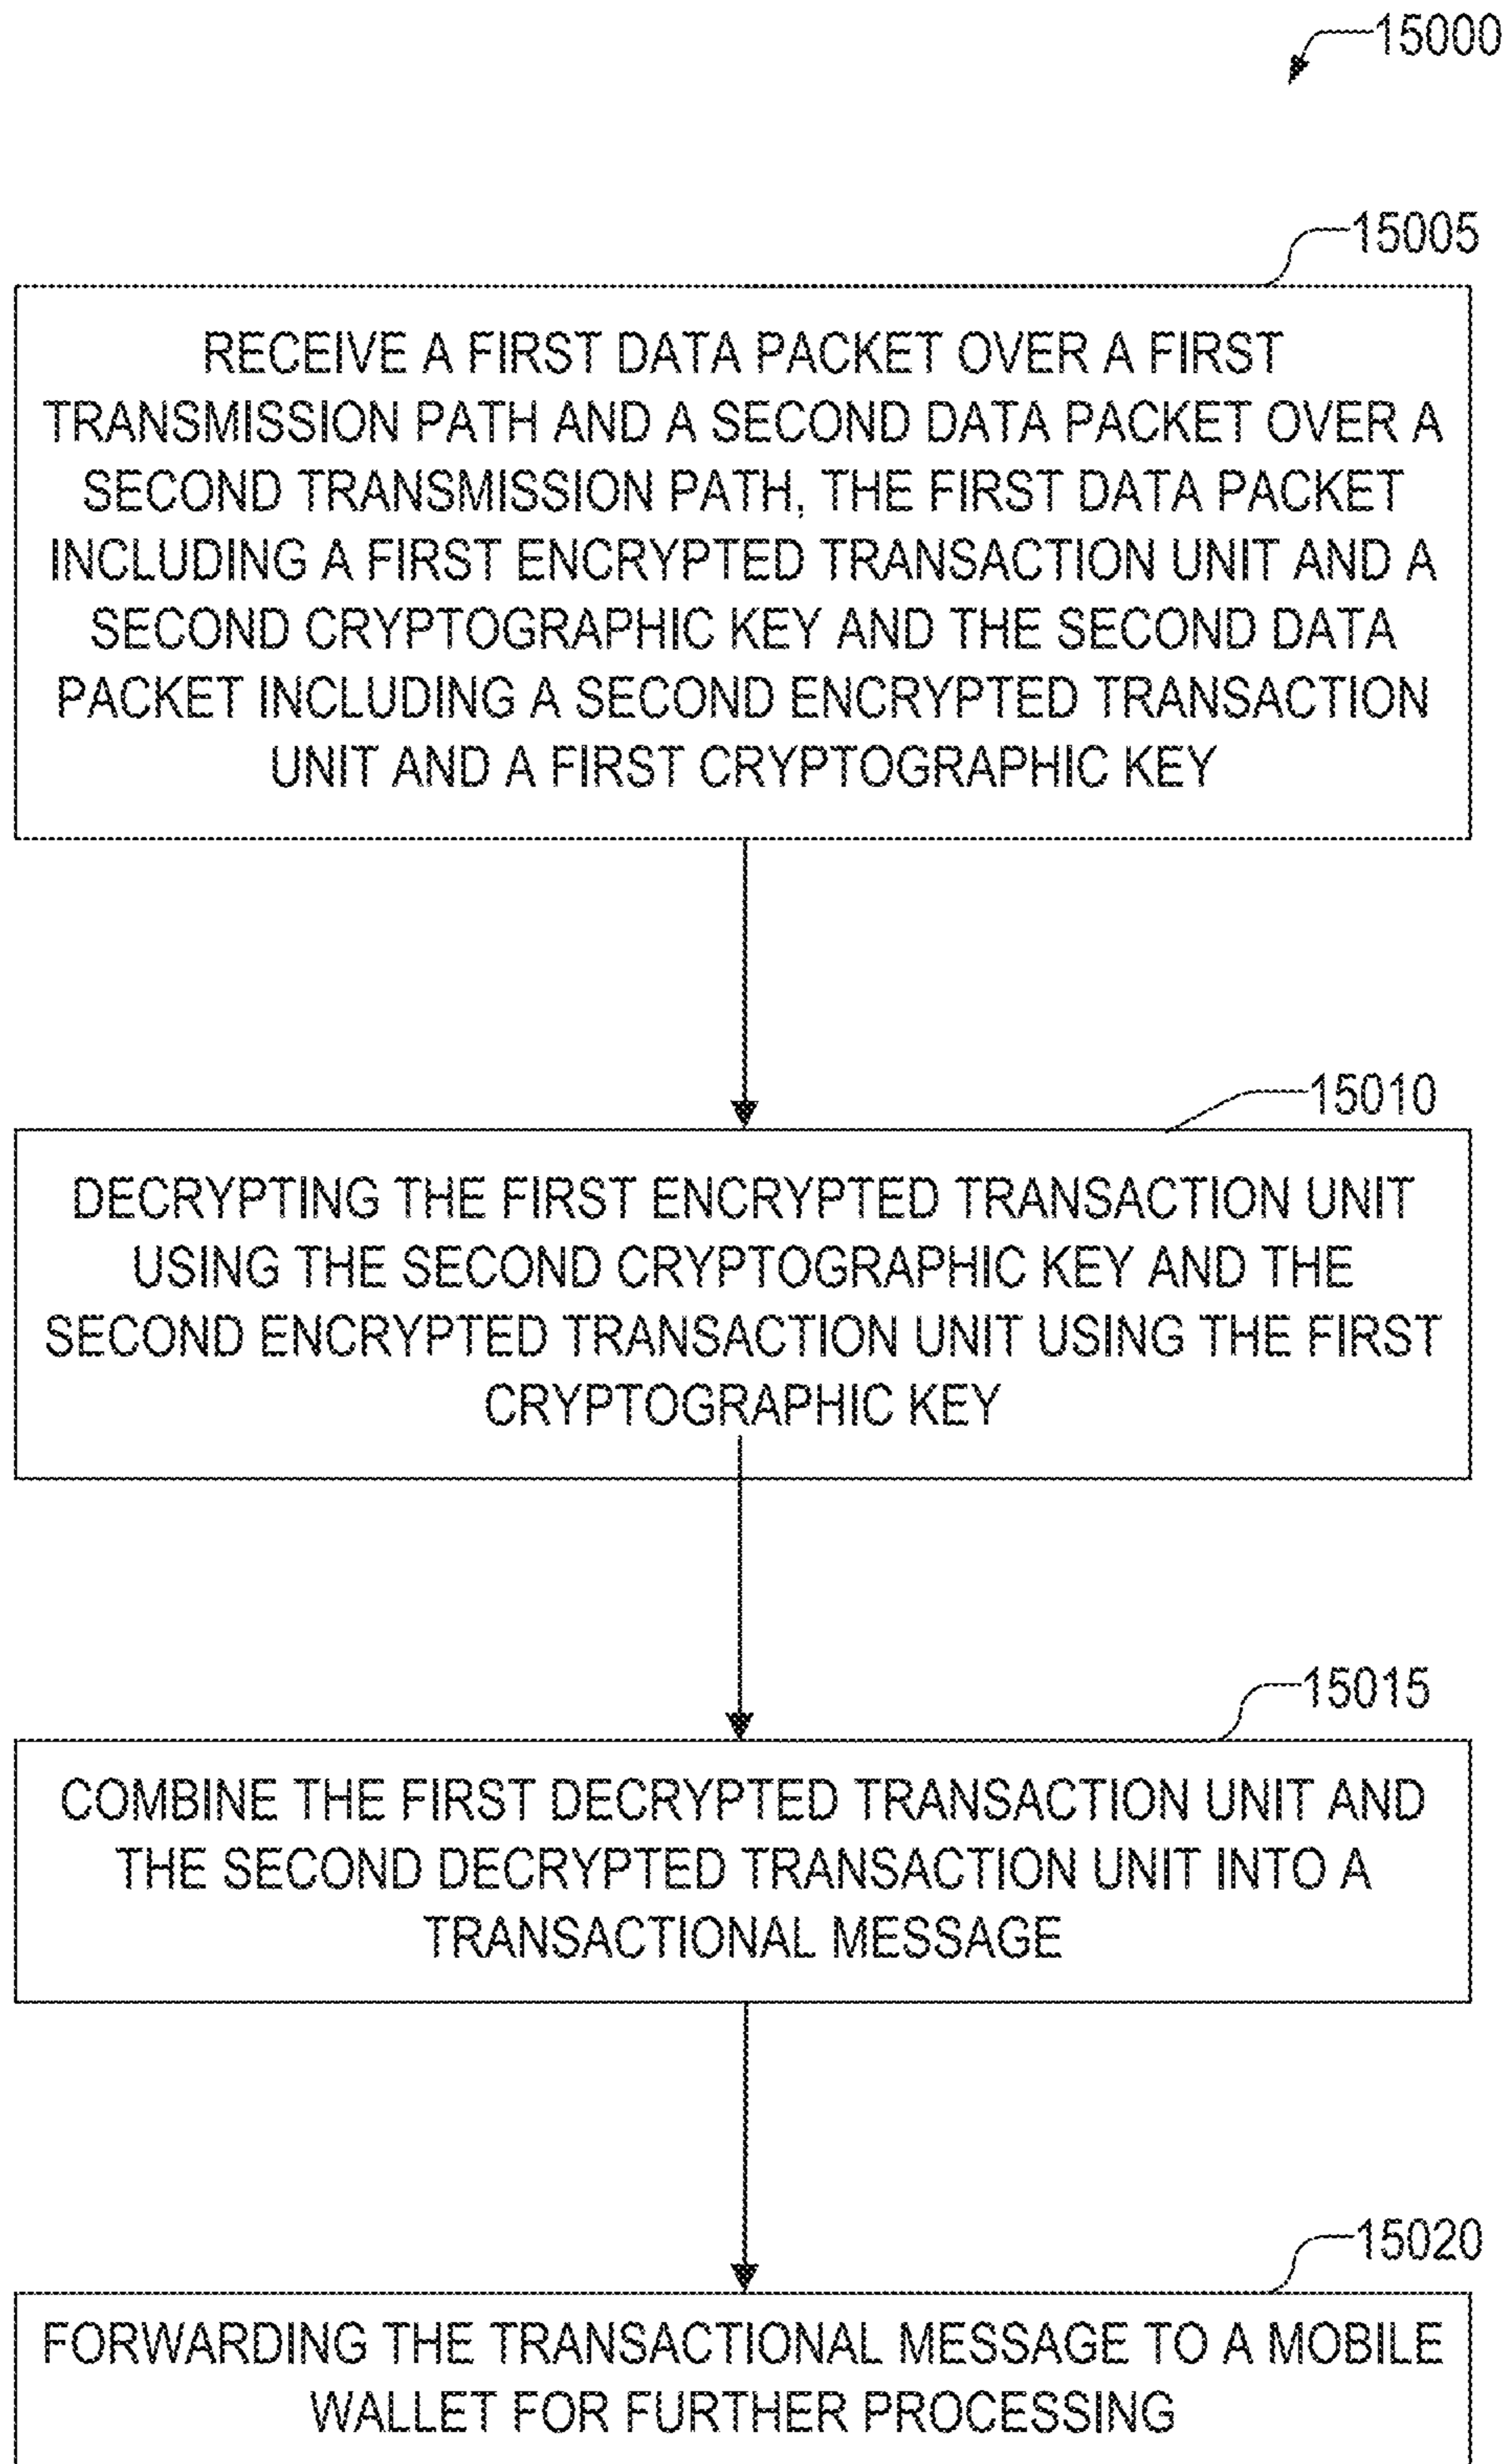 15000
15005
RECEIVE A FIRST DATA PACKET OVER A FIRST
TRANSMISSION PATH AND A SECOND DATA PACKET OVER A
SECOND TRANSMISSION PATH, THE FIRST DATA PACKET
INCLUDING A FIRST ENCRYPTED TRANSACTION UNIT AND A
SECOND CRYPTOGRAPHIC KEY AND THE SECOND DATA
PACKET INCLUDING A SECOND ENCRYPTED TRANSACTION
UNIT AND A FIRST CRYPTOGRAPHIC KEY
15010
DECRYPTING THE FIRST ENCRYPTED TRANSACTION UNIT
USING THE SECOND CRYPTOGRAPHIC KEY AND THE
SECOND ENCRYPTED TRANSACTION UNIT USING THE FIRST
CRYPTOGRAPHIC KEY
15015
COMBINE THE FIRST DECRYPTED TRANSACTION UNIT AND
THE SECOND DECRYPTED TRANSACTION UNIT INTO A
TRANSACTIONAL MESSAGE
15020
FORWARDING THE TRANSACTIONAL MESSAGE TO A MOBILE
WALLET FOR FURTHER PROCESSING